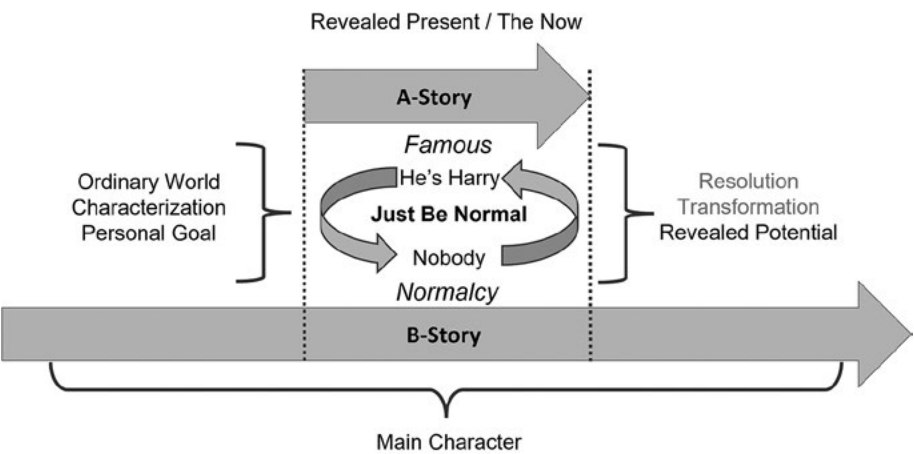 Revealed Present / The Now
A-Story
Famous
He's Harry
Just Be Normal
Nobody
Normalcy
Ordinary World
Characterization
Personal Goal
Resolution
Transformation
Revealed Potential
B-Story
Main Character